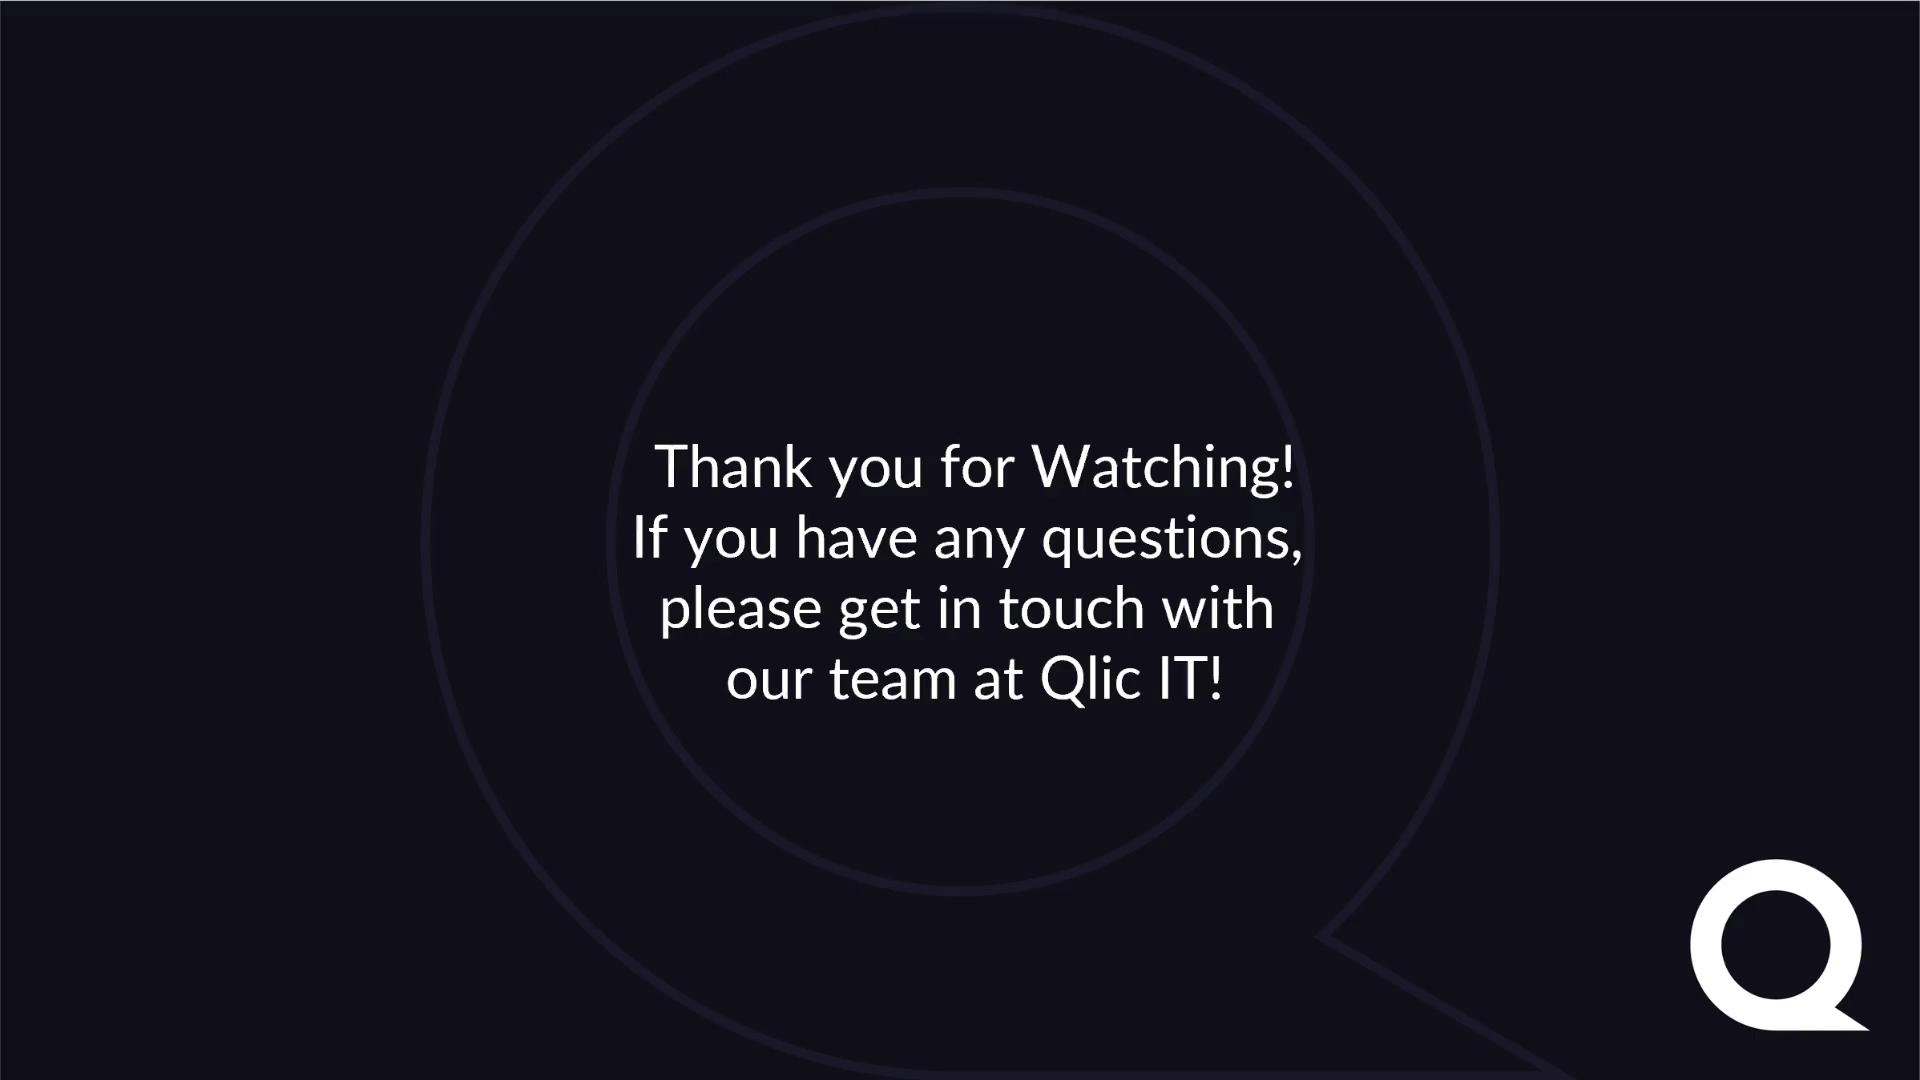 Thank you for Watching!
If you have any questions,
please get in touch with
our team at Qlic IT!